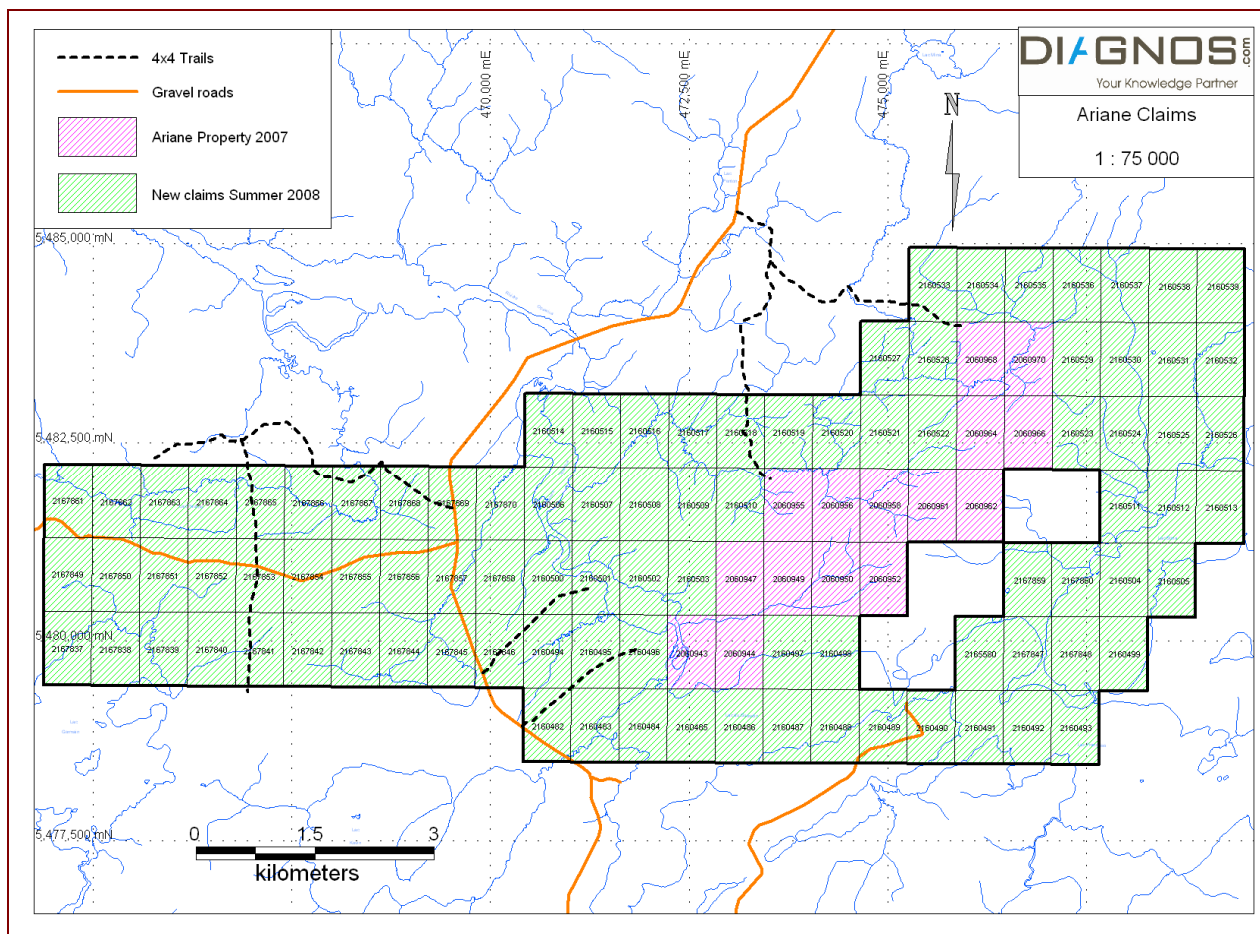 4x4 Trails
Gravel roads
Ariane Property 2007
New claims Summer 2008
DIAGNOS.com
Your Knowledge Partner
Ariane Claims
1 : 75 000
N
470,000 mE
472,500 mE
475,000 mE
5,485,000 mN
2160533 2160534 2160535 2160536 2160537 2160538 2160539
2160527 2160528 2060968 2060970 2160529 2160530 2160531 2160532
5,482,500 mN
2160514 2160515 2160516 2160517 2160518 2160519 2160520 2160521 2160522 2060964 2060966 2160523 2160524 2160525 2160526
2167861 2167862 2167863 2167864 2167865 2167866 2167867 2167868 2167869 2167870 2160506 2160507 2160508 2160509 2160510 2060955 2060956 2060958 2060961 2060962 2160511 2160512 2160513
2167849 2167850 2167851 2167852 2167853 2167854 2167855 2167856 2167857 2167858 2160500 2160501 2160502 2160503 2060947 2060949 2060950 2060952 2167859 2167860 2160504 2160505
5,480,000 mN
2167837 2167838 2167839 2167840 2167841 2167842 2167843 2167844 2167845 2167846 2160494 2160495 2160496 2060943 2060944 2160497 2160498 2165580 2167847 2167848 2160499
2160482 2160483 2160484 2160485 2160486 2160487 2160488 2160489 2160490 2160491 2160492 2160493
5,477,500 mN
0 1.5 3
kilometers